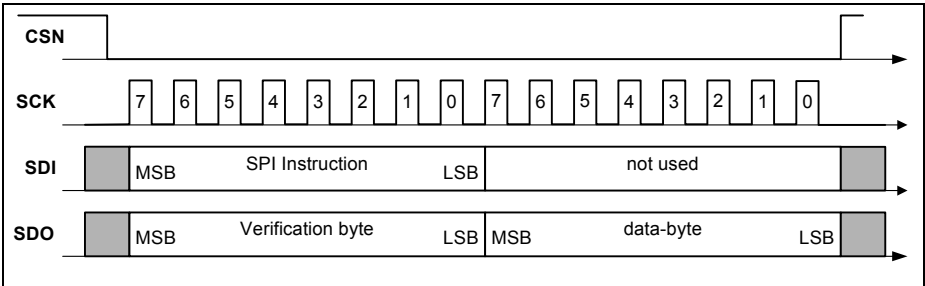 CSN
SCK 7 6 5 4 3 2 1 0 7 6 5 4 3 2 1 0
SDI MSB SPI Instruction LSB not used
SDO MSB Verification byte LSB MSB data-byte LSB